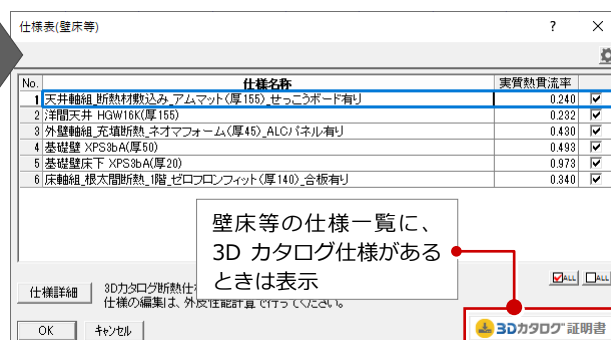 仕様表(壁床等)
?
×
No. 仕様名称 実質熱貫流率
1 天井軸組_断熱材敷込み_アムマット(厚155)_せっこうボード有り 0.240
2 洋間天井 HGW16K(厚155) 0.232
3 外壁軸組_充填断熱_ネオマフォーム(厚45)_ALCパネル有り 0.430
4 基礎壁 XPS3bA(厚50) 0.493
5 基礎壁床下 XPS3bA(厚20) 0.973
6 床軸組_根太間断熱_1階_ゼロフロンフィット(厚140)_合板有り 0.340
壁床等の仕様一覧に、
3D カタログ仕様がある
ときは表示
ALL ALL
仕様詳細
3Dカタログ断熱仕
仕様の編集は、外皮性能計算で行ってください。
OK キャンセル
3Dカタログ証明書